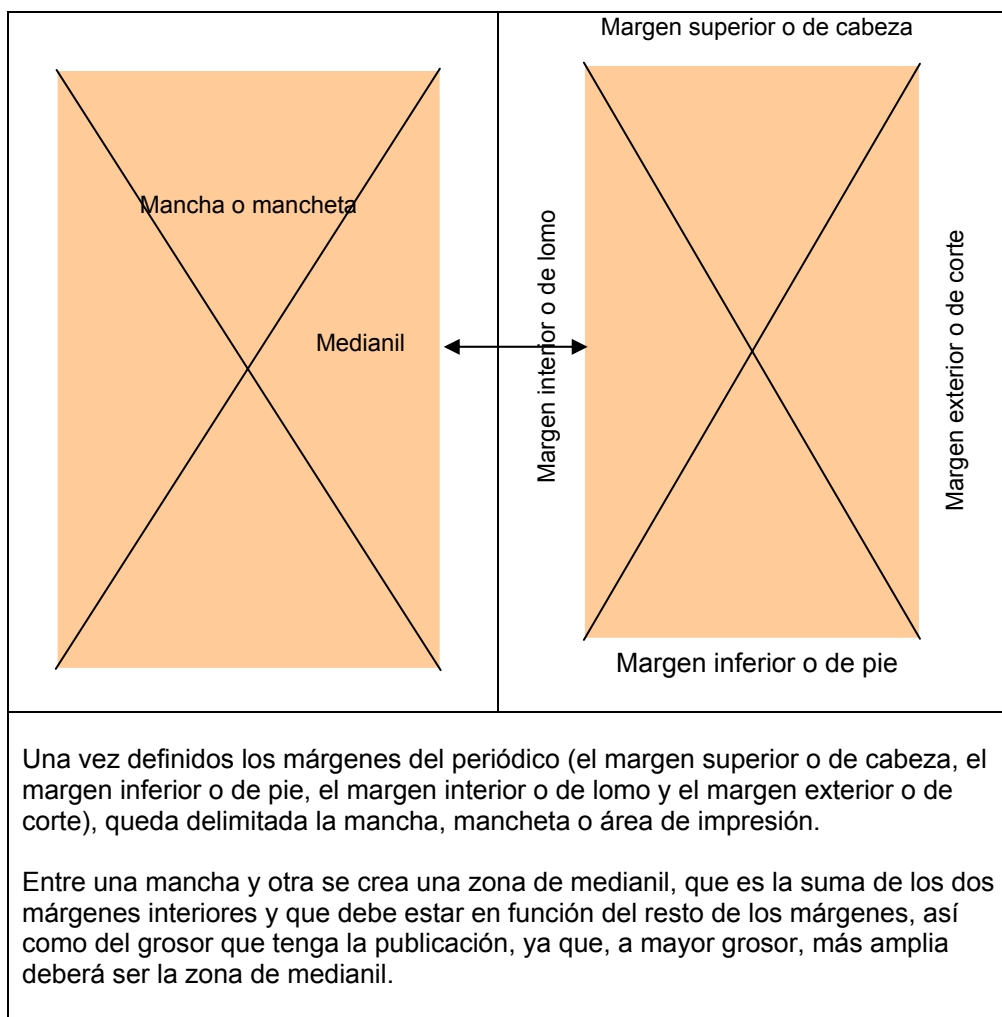 Margen superior o de cabeza
Mancha o mancheta
Medianil
Margen interior o de lomo
Margen exterior o de corte
Margen inferior o de pie
Una vez definidos los márgenes del periódico (el margen superior o de cabeza, el
margen inferior o de pie, el margen interior o de lomo y el margen exterior o de
corte), queda delimitada la mancha, mancheta o área de impresión.
Entre una mancha y otra se crea una zona de medianil, que es la suma de los dos
márgenes interiores y que debe estar en función del resto de los márgenes, así
como del grosor que tenga la publicación, ya que, a mayor grosor, más amplia
deberá ser la zona de medianil.